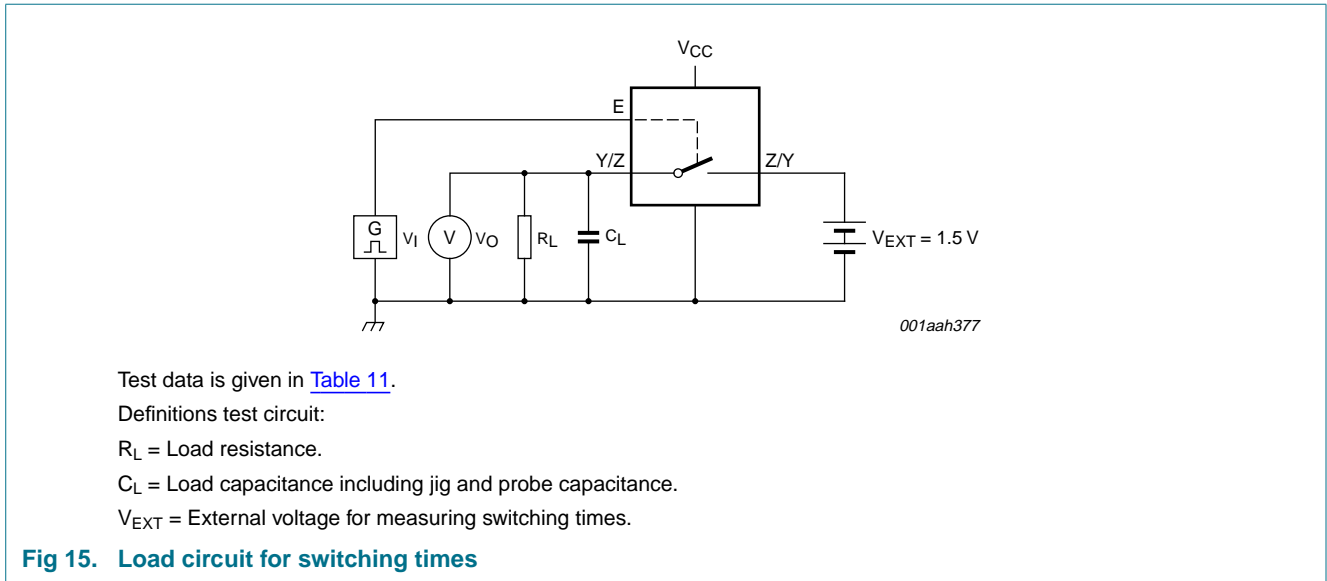 VCC
E
Y/Z
Z/Y
G
VI
V
VO
RL
CL
VEXT = 1.5 V
001aah377
Test data is given in Table 11.
Definitions test circuit:
RL = Load resistance.
CL = Load capacitance including jig and probe capacitance.
VEXT = External voltage for measuring switching times.
Fig 15. Load circuit for switching times